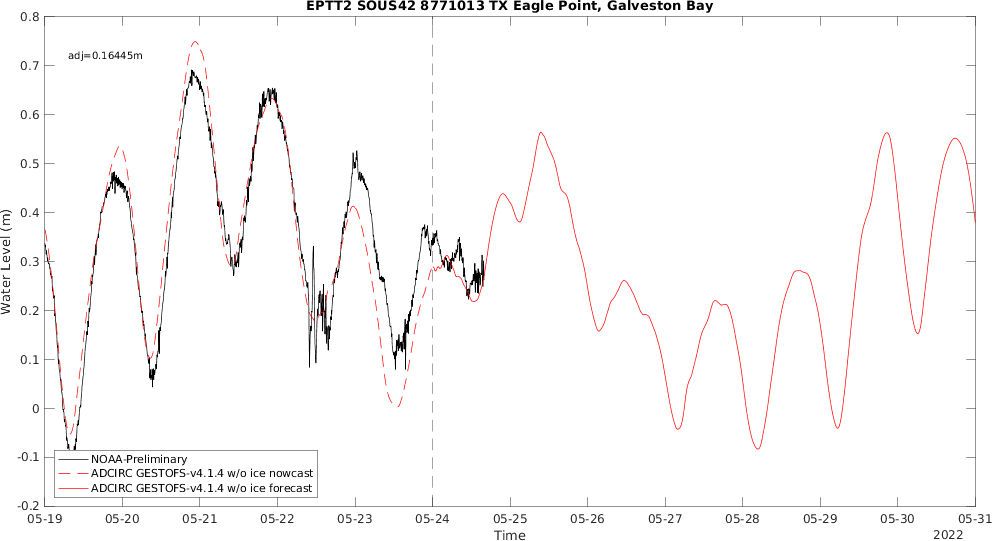 EPTT2 SOUS42 8771013 TX Eagle Point, Galveston Bay
adj=0.16445m
0.8
0.7
0.6
0.5
0.4
0.3
0.2
0.1
0
-0.1
-0.2
Water Level (m)
NOAA-Preliminary
ADCIRC GESTOFS-v4.1.4 w/o ice nowcast
ADCIRC GESTOFS-v4.1.4 w/o ice forecast
05-19 05-20 05-21 05-22 05-23 05-24 05-25 05-26 05-27 05-28 05-29 05-30 05-31
Time
2022